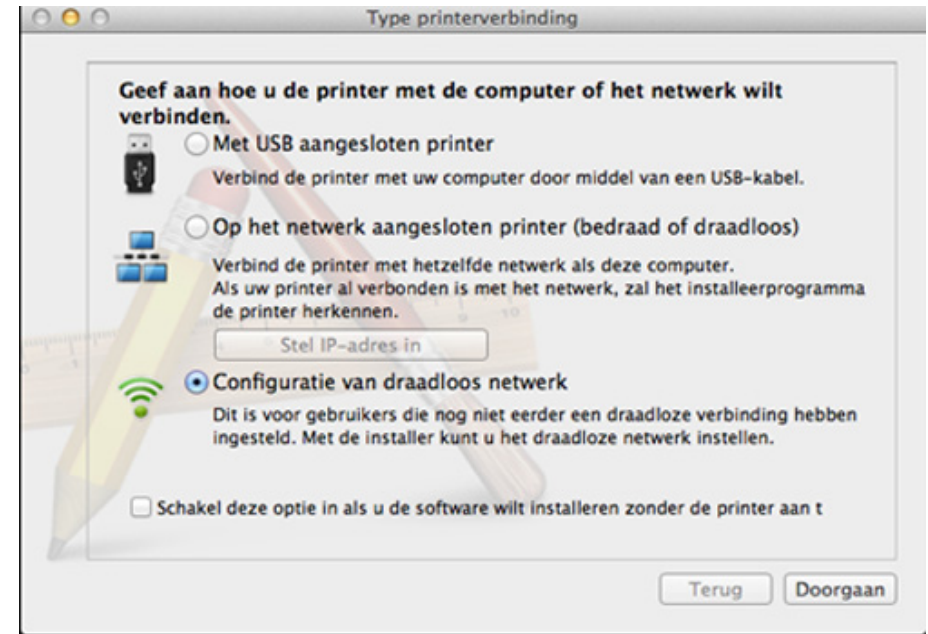 Type printerverbinding
Geef aan hoe u de printer met de computer of het netwerk wilt
verbinden.
Met USB aangesloten printer
Verbind de printer met uw computer door middel van een USB-kabel.
Op het netwerk aangesloten printer (bedraad of draadloos)
Verbind de printer met hetzelfde netwerk als deze computer.
Als uw printer al verbonden is met het netwerk, zal het installeerprogramma
de printer herkennen.
Stel IP-adres in
Configuratie van draadloos netwerk
Dit is voor gebruikers die nog niet eerder een draadloze verbinding hebben
ingesteld. Met de installer kunt u het draadloze netwerk instellen.
Schakel deze optie in als u de software wilt installeren zonder de printer aan t
Terug Doorgaan